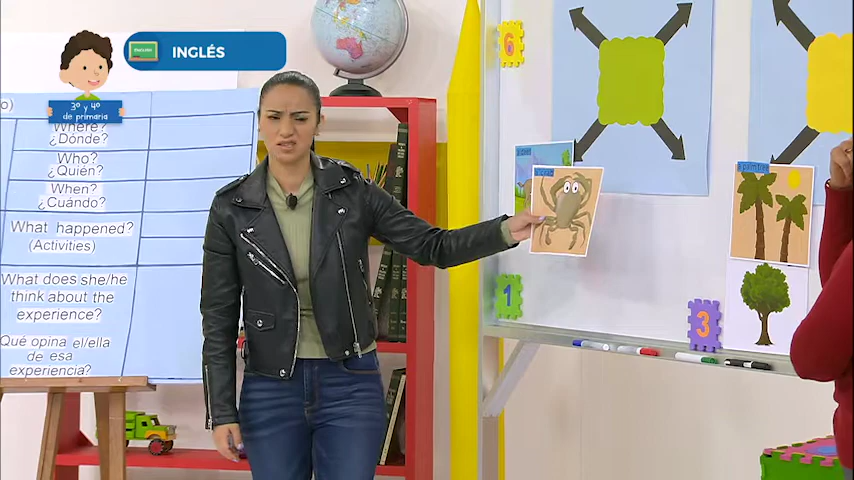 ENGLISH
INGLÉS
3º y 4º
de primaria
o)
Where?
¿Dónde?
Who?
¿Quién?
When?
¿Cuándo?
What happened?
(Activities)
What does she/he
think about the
experience?
Qué opina el/ella
de esa
experiencia?
6
1
3